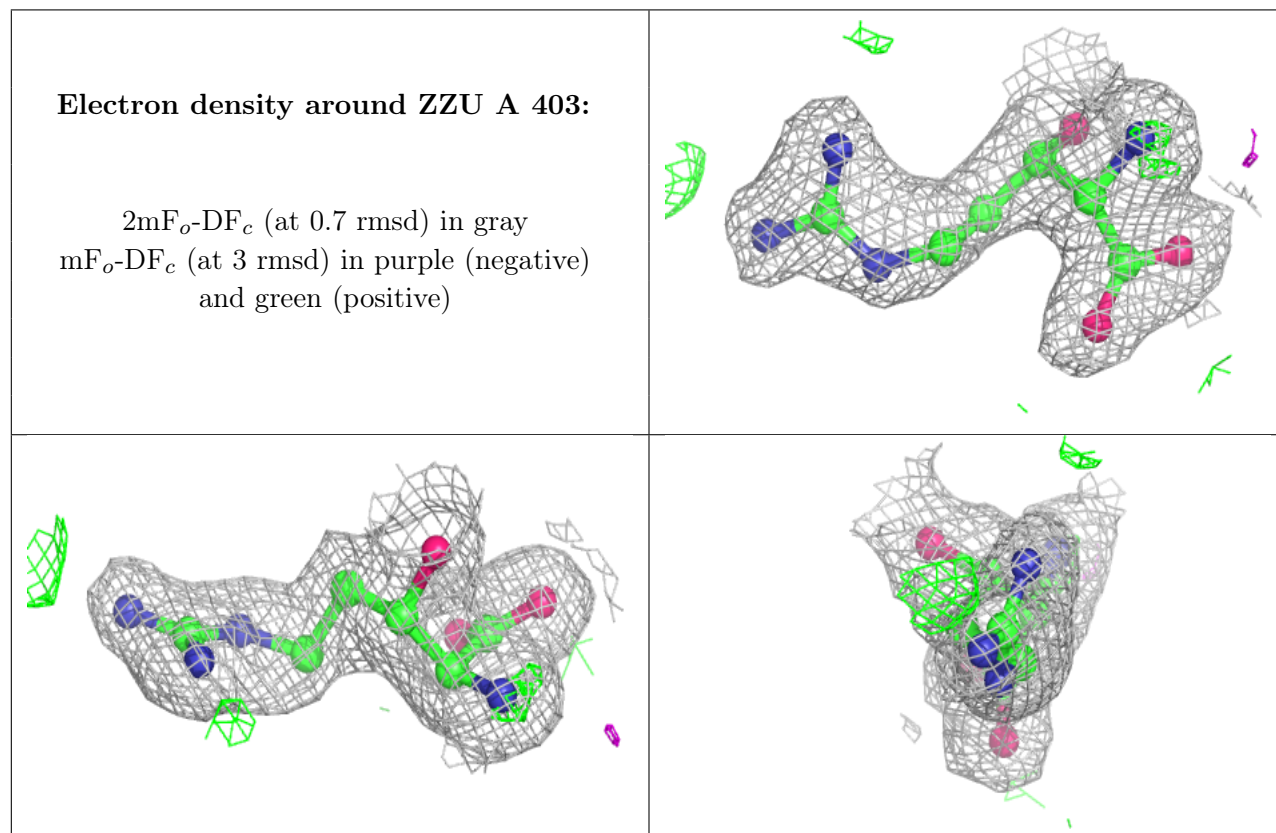 Electron density around ZZU A 403:
2mFo-DFc (at 0.7 rmsd) in gray
mFo-DFc (at 3 rmsd) in purple (negative)
and green (positive)